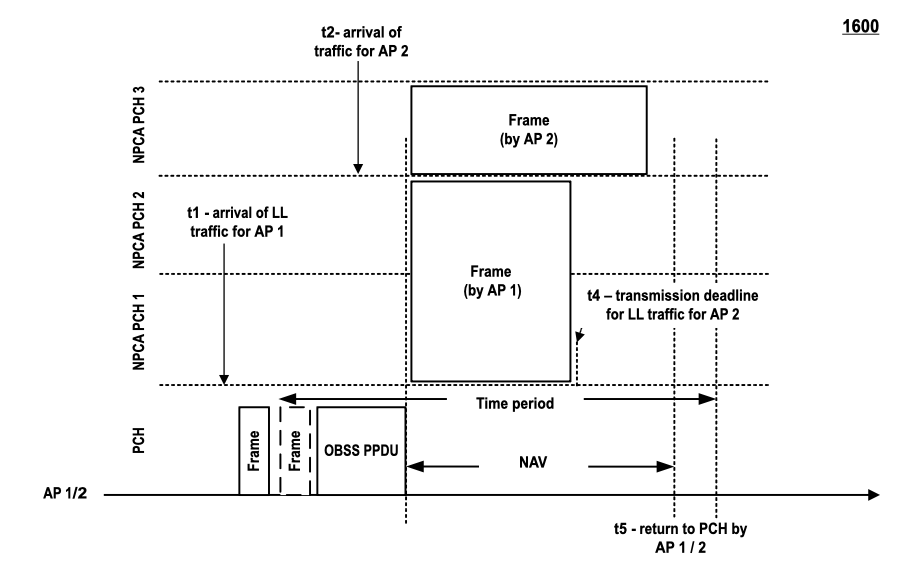 1600
t2- arrival of
traffic for AP 2
NPCA PCH 3
Frame
(by AP 2)
NPCA PCH 2
t1 - arrival of LL
traffic for AP 1
Frame
(by AP 1)
t4 – transmission deadline
for LL traffic for AP 2
NPCA PCH 1
Time period
PCH
Frame
Frame
OBSS PPDU
NAV
AP 1/2
t5 - return to PCH by
AP 1 / 2